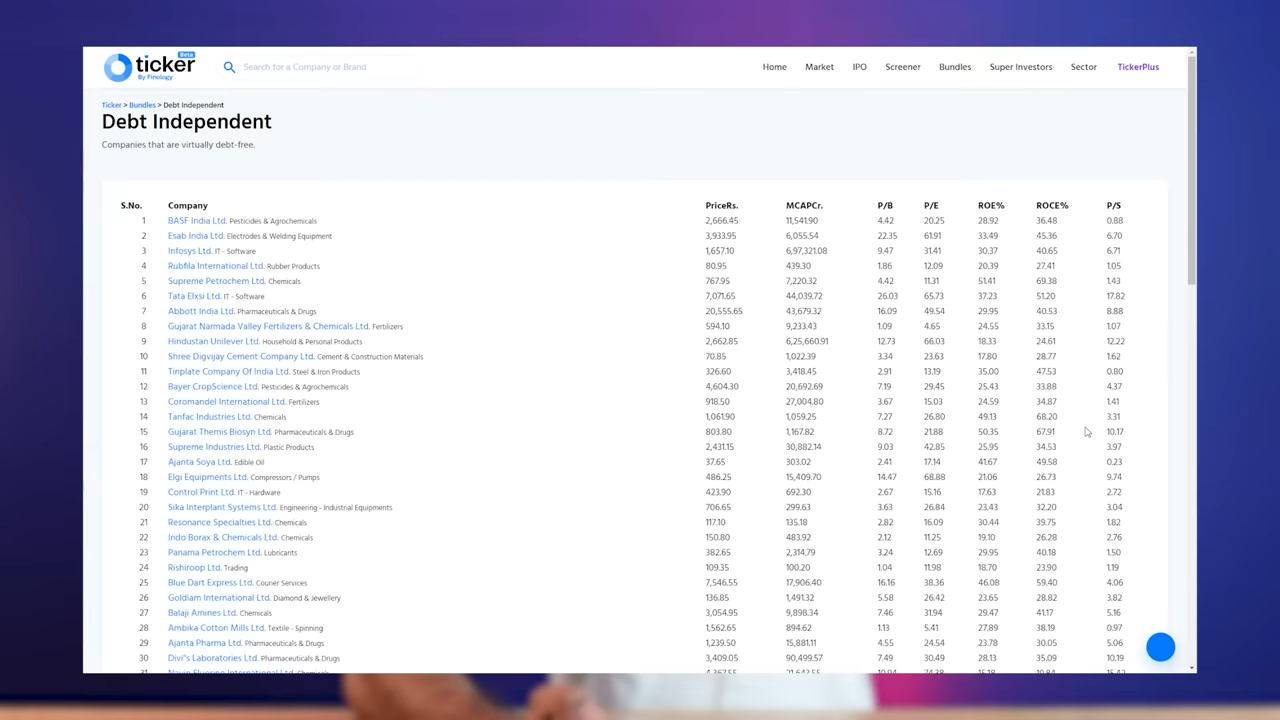 ticker Beta
By Finology
Search for a Company or Brand
Home Market IPO Screener Bundles Super Investors Sector TickerPlus
Ticker > Bundles > Debt Independent
Debt Independent
Companies that are virtually debt-free.
S.No. Company PriceRs. MCAPCr. P/B P/E ROE% ROCE% P/S
1 BASF India Ltd. Pesticides & Agrochemicals 2,666.45 11,541.90 4.42 20.25 28.92 36.48 0.88
2 Esab India Ltd. Electrodes & Welding Equipment 3,933.95 6,055.54 22.35 61.91 33.49 45.36 6.70
3 Infosys Ltd. IT - Software 1,657.10 6,97,321.08 9.47 31.41 30.37 40.65 6.71
4 Rubfila International Ltd. Rubber Products 80.95 439.30 1.86 12.09 20.39 27.41 1.05
5 Supreme Petrochem Ltd. Chemicals 767.95 7,220.32 4.42 11.31 51.41 69.38 1.43
6 Tata Elxsi Ltd. IT - Software 7,071.65 44,039.72 26.03 65.73 37.23 51.20 17.82
7 Abbott India Ltd. Pharmaceuticals & Drugs 20,555.65 43,679.32 16.09 49.54 29.95 40.53 8.88
8 Gujarat Narmada Valley Fertilizers & Chemicals Ltd. Fertilizers 594.10 9,233.43 1.09 4.65 24.55 33.15 1.07
9 Hindustan Unilever Ltd. Household & Personal Products 2,662.85 6,25,660.91 12.73 66.03 18.33 24.61 12.22
10 Shree Digvijay Cement Company Ltd. Cement & Construction Materials 70.85 1,022.39 3.34 23.63 17.80 28.77 1.62
11 Tinplate Company Of India Ltd. Steel & Iron Products 326.60 3,418.45 2.91 13.19 35.00 47.53 0.80
12 Bayer CropScience Ltd. Pesticides & Agrochemicals 4,604.30 20,692.69 7.19 29.45 25.43 33.88 4.37
13 Coromandel International Ltd. Fertilizers 918.50 27,004.80 3.67 15.03 24.59 34.87 1.41
14 Tanfac Industries Ltd. Chemicals 1,061.90 1,059.25 7.27 26.80 49.13 68.20 3.31
15 Gujarat Themis Biosyn Ltd. Pharmaceuticals & Drugs 803.80 1,167.82 8.72 21.88 50.35 67.91 10.17
16 Supreme Industries Ltd. Plastic Products 2,431.15 30,882.14 9.03 42.85 25.95 34.53 3.97
17 Ajanta Soya Ltd. Edible Oil 37.65 303.02 2.41 17.14 41.67 49.58 0.23
18 Elgi Equipments Ltd. Compressors / Pumps 486.25 15,409.70 14.47 68.88 21.06 26.73 9.74
19 Control Print Ltd. IT - Hardware 423.90 692.30 2.67 15.16 17.63 21.83 2.72
20 Sika Interplant Systems Ltd. Engineering - Industrial Equipments 706.65 299.63 3.63 26.84 23.43 32.20 3.04
21 Resonance Specialties Ltd. Chemicals 117.10 135.18 2.82 16.09 30.44 39.75 1.82
22 Indo Borax & Chemicals Ltd. Chemicals 150.80 483.92 2.12 11.25 19.10 26.28 2.76
23 Panama Petrochem Ltd. Lubricants 382.65 2,314.79 3.24 12.69 29.95 40.18 1.50
24 Rishiroop Ltd. Trading 109.35 100.20 1.04 11.98 18.70 23.90 1.19
25 Blue Dart Express Ltd. Courier Services 7,546.55 17,906.40 16.16 38.36 46.08 59.40 4.06
26 Goldiam International Ltd. Diamond & Jewellery 136.85 1,491.32 5.58 26.42 23.65 28.82 3.82
27 Balaji Amines Ltd. Chemicals 3,054.95 9,898.34 7.46 31.94 29.47 41.17 5.16
28 Ambika Cotton Mills Ltd. Textile - Spinning 1,562.65 894.62 1.13 5.41 27.89 38.19 0.97
29 Ajanta Pharma Ltd. Pharmaceuticals & Drugs 1,239.50 15,881.11 4.55 24.54 23.78 30.05 5.06
30 Divi"s Laboratories Ltd. Pharmaceuticals & Drugs 3,409.05 90,499.57 7.49 30.49 28.13 35.09 10.19